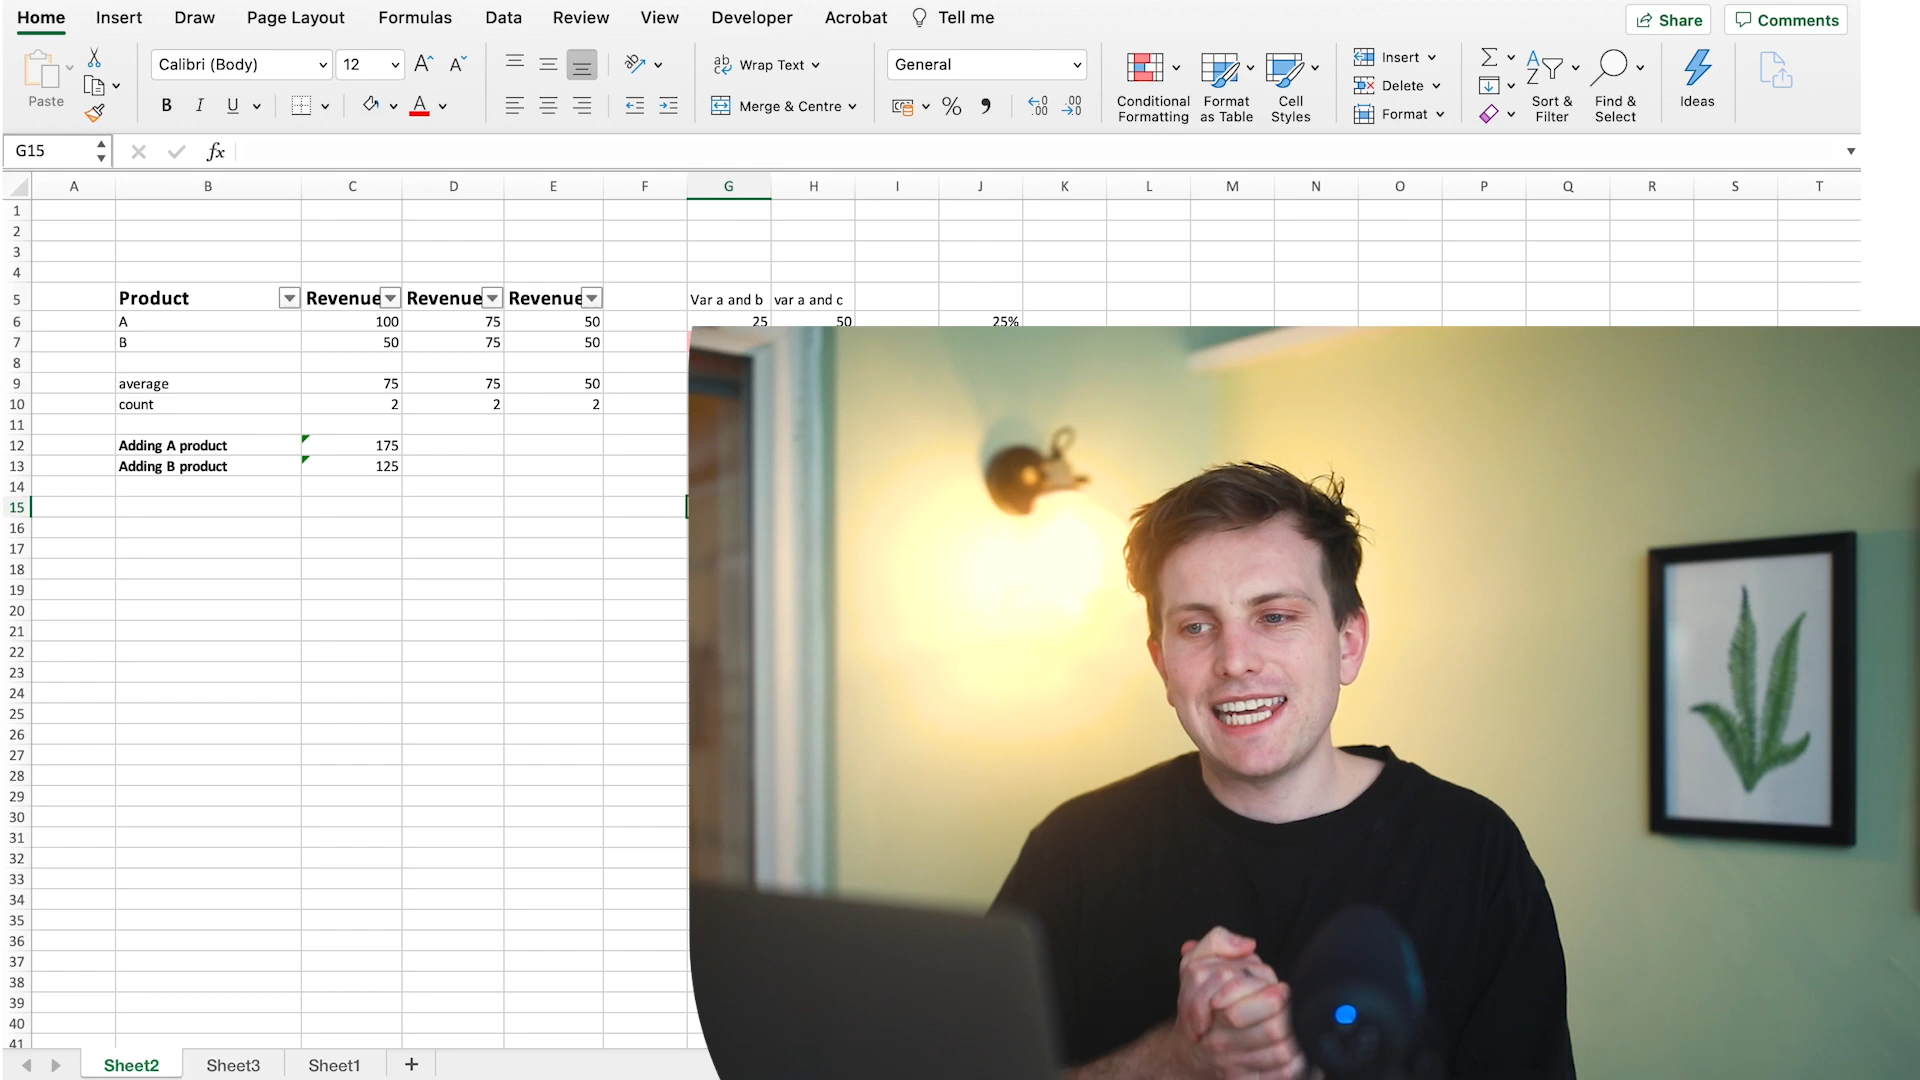 Home Insert Draw Page Layout Formulas Data Review View Developer Acrobat Tell me Share Comments
Paste Calibri (Body) 12 A A Wrap Text General Insert
B I U A Merge & Centre % Conditional Formatting Format as Table Cell Styles Delete Format Sort & Filter Find & Select Ideas
G15 fx
A B C D E F G H I J K L M N O P Q R S T
1
2
3
4
5 Product Revenue Revenue Revenue Var a and b var a and c
6 A 100 75 50 25 50 25%
7 B 50 75 50
8
9 average 75 75 50
10 count 2 2 2
11
12 Adding A product 175
13 Adding B product 125
14
15
16
17
18
19
20
21
22
23
24
25
26
27
28
29
30
31
32
33
34
35
36
37
38
39
40
41
Sheet2 Sheet3 Sheet1 +